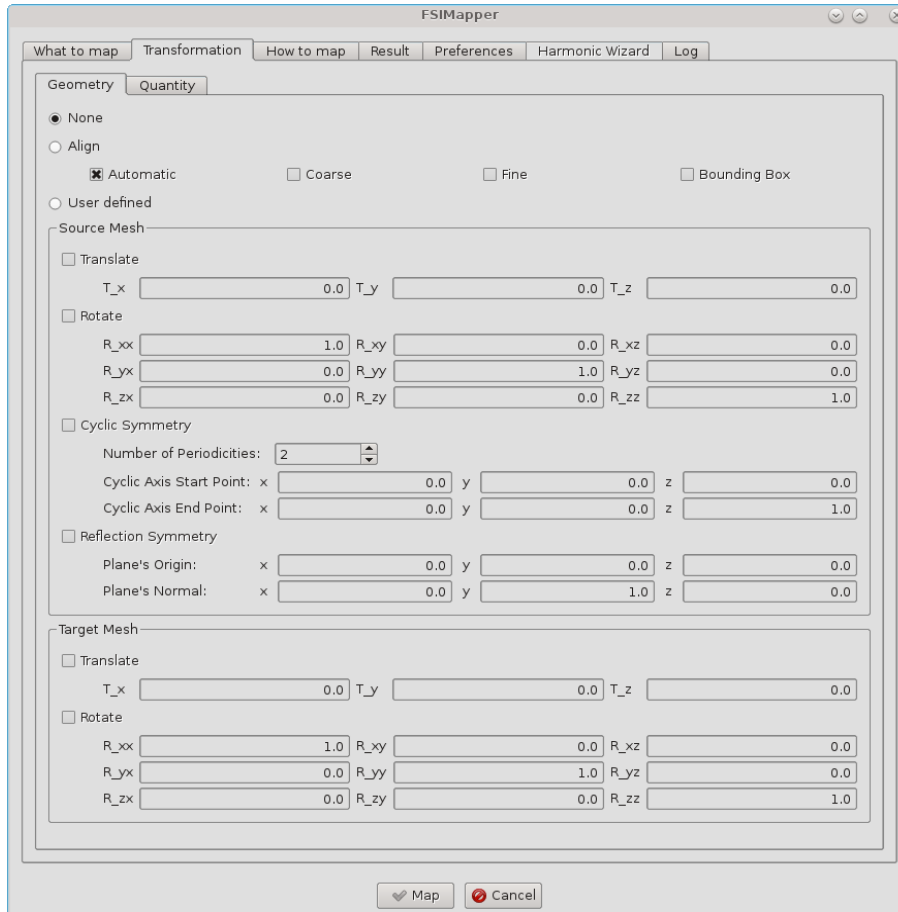 FSIMapper
What to map Transformation How to map Result Preferences Harmonic Wizard Log
Geometry Quantity
None
Align
Automatic Coarse Fine Bounding Box
User defined
Source Mesh
Translate
T_x 0.0 T_y 0.0 T_z 0.0
Rotate
R_xx 1.0 R_xy 0.0 R_xz 0.0
R_yx 0.0 R_yy 1.0 R_yz 0.0
R_zx 0.0 R_zy 0.0 R_zz 1.0
Cyclic Symmetry
Number of Periodicities: 2
Cyclic Axis Start Point: x 0.0 y 0.0 z 0.0
Cyclic Axis End Point: x 0.0 y 0.0 z 1.0
Reflection Symmetry
Plane's Origin: x 0.0 y 0.0 z 0.0
Plane's Normal: x 0.0 y 1.0 z 0.0
Target Mesh
Translate
T_x 0.0 T_y 0.0 T_z 0.0
Rotate
R_xx 1.0 R_xy 0.0 R_xz 0.0
R_yx 0.0 R_yy 1.0 R_yz 0.0
R_zx 0.0 R_zy 0.0 R_zz 1.0
Map Cancel